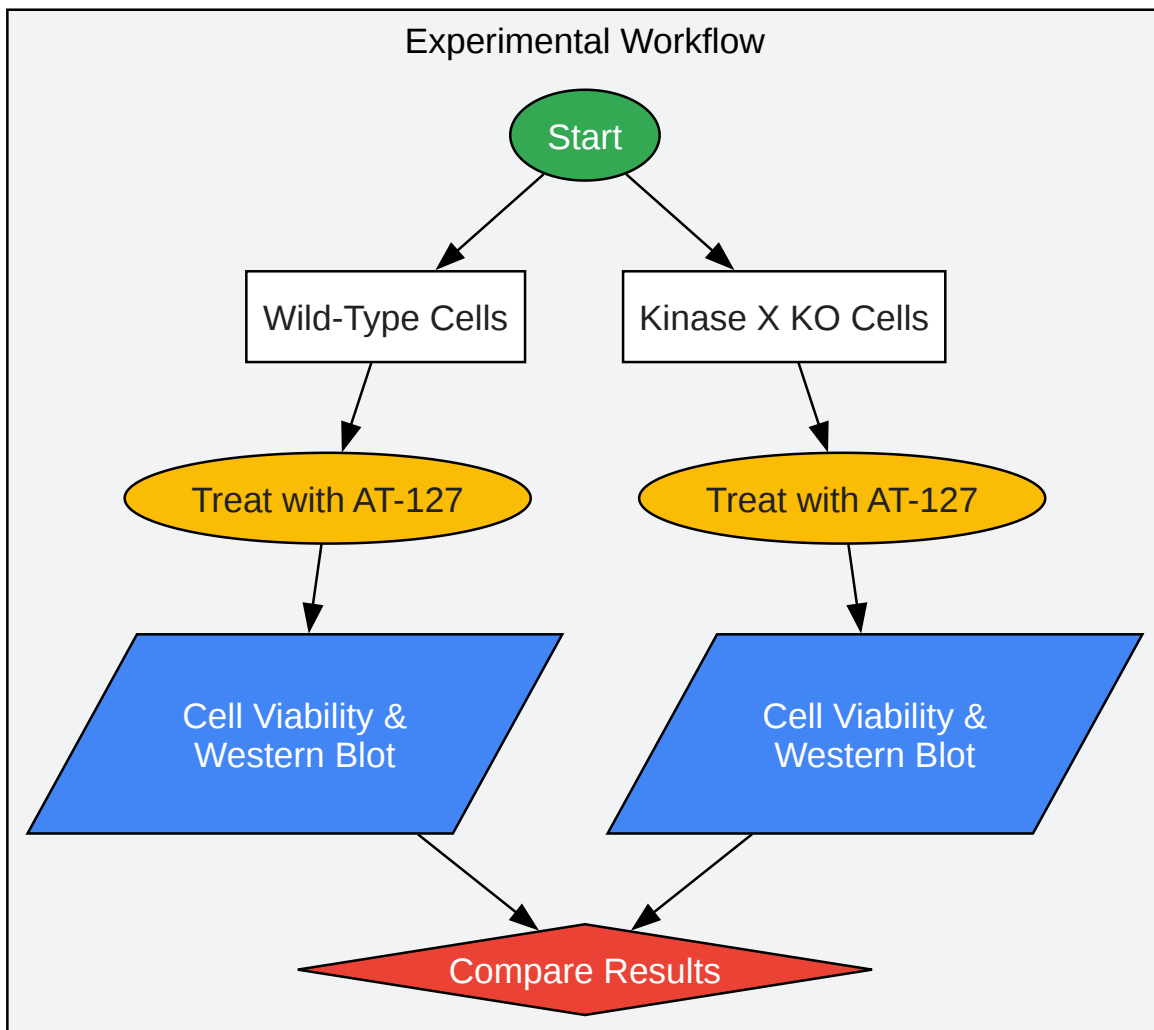 Experimental Workflow
Start
Wild-Type Cells
Kinase X KO Cells
Treat with AT-127
Treat with AT-127
Cell Viability &
Western Blot
Cell Viability &
Western Blot
Compare Results